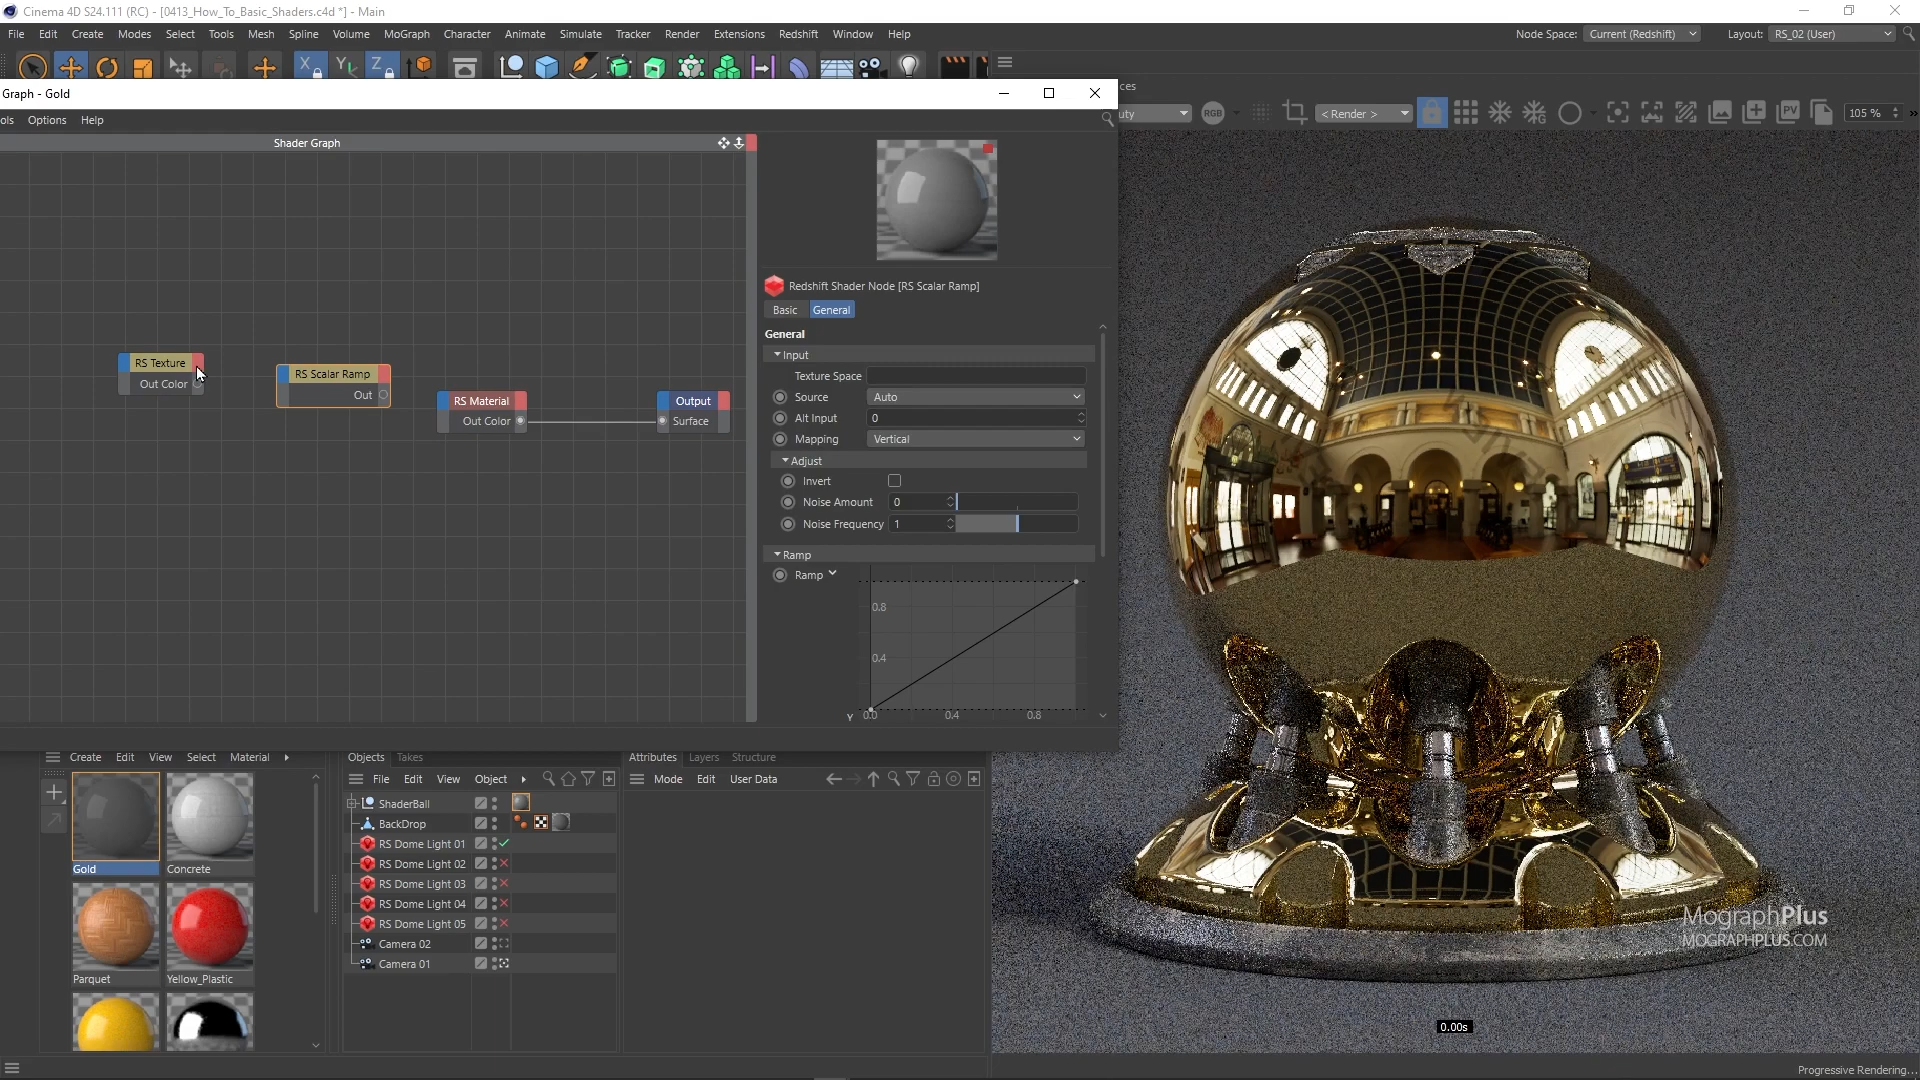 Cinema 4D S24.111 (RC) - [0413_How_To_Basic_Shaders.c4d *] - Main
File Edit Create Modes Select Tools Mesh Spline Volume MoGraph Character Animate Simulate Tracker Render Extensions Redshift Window Help
Node Space: Current (Redshift) Layout: RS_02 (User)
X Y Z
Graph - Gold
ols Options Help
ces
uty RGB < Render > G PV 105 % »
Shader Graph
RS Texture
Out Color
RS Scalar Ramp
Out
RS Material
Out Color
Output
Surface
Redshift Shader Node [RS Scalar Ramp]
Basic General
General
Input
Texture Space
Source Auto
Alt Input 0
Mapping Vertical
Adjust
Invert
Noise Amount 0
Noise Frequency 1
Ramp
Ramp
0.8
0.4
Y 0.0 0.4 0.8
Create Edit View Select Material
Gold
Concrete
Parquet
Yellow_Plastic
Objects Takes
File Edit View Object
ShaderBall
BackDrop
RS Dome Light 01
RS Dome Light 02
RS Dome Light 03
RS Dome Light 04
RS Dome Light 05
Camera 02
Camera 01
Attributes Layers Structure
Mode Edit User Data
MographPlus
MOGRAPHPLUS.COM
0.00s
Progressive Rendering...